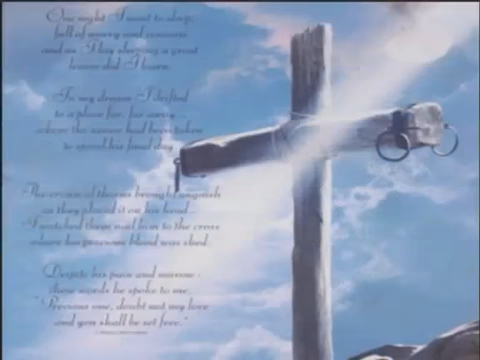 One night I went to sleep,
full of worry and concern
and as I lay sleeping a great
lesson did I learn.
In my dream I drifted
to a place far, far away...
where the savior had been taken
to spend his final day.
The crown of thorns brought anguish
as they placed it on his head.
I watched them nail him to the cross
where his precious blood was shed.
Despite his pain and sorrow -
these words he spoke to me.
"Precious one, doubt not my love
and you shall be set free."